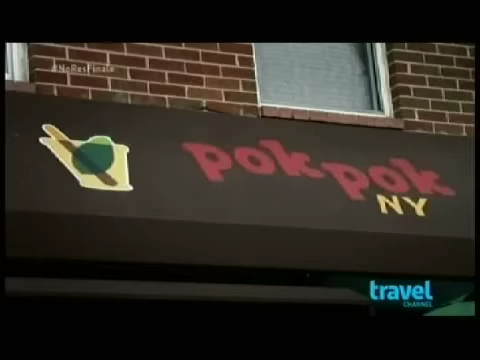 #NoResFinale
pok pok
NY
travel
CHANNEL